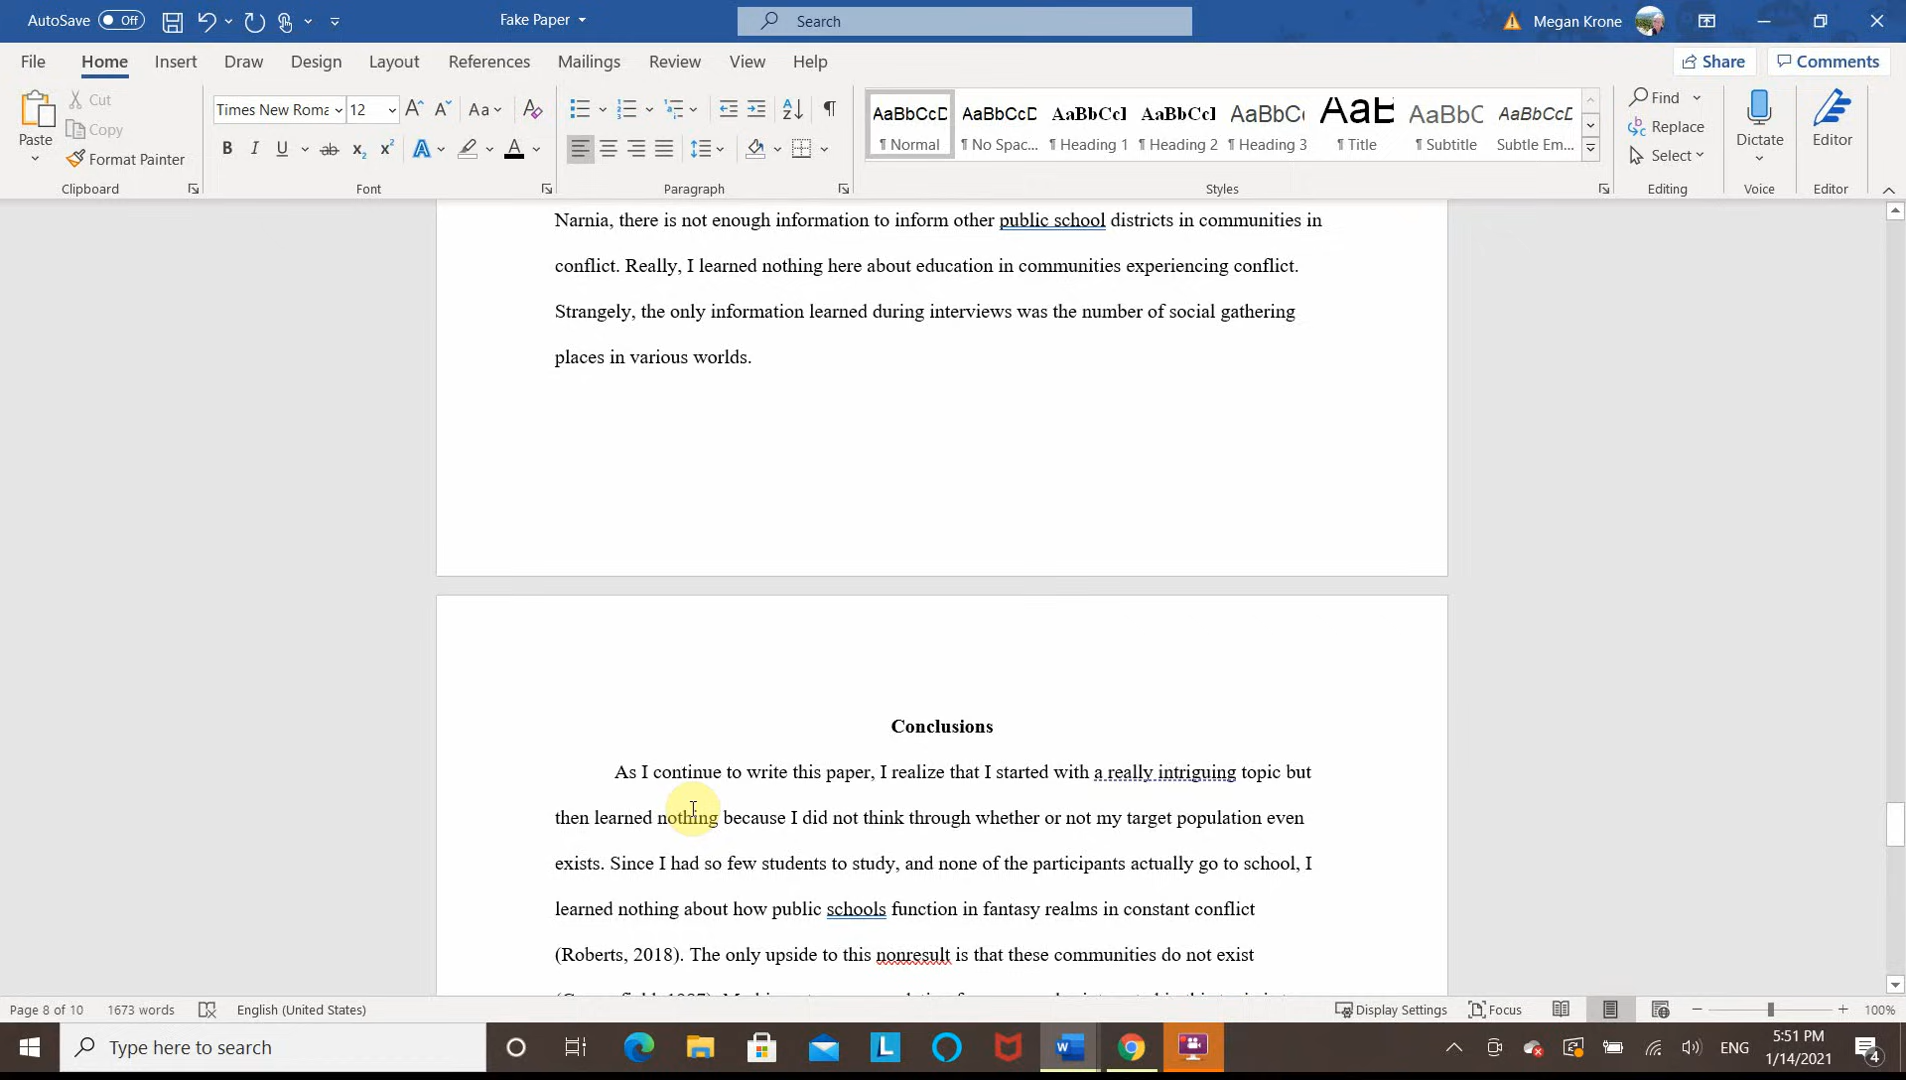 AutoSave Off
Fake Paper
Search
Megan Krone
File Home Insert Draw Design Layout References Mailings Review View Help
Share Comments
Paste
Cut
Copy
Format Painter
Clipboard
Times New Roma 12
Aa
B I U ab x₂ x² A A
Font
Paragraph
AaBbCcD AaBbCcD AaBbCcI AaBbCcI AaBbCc AaB AaBbC AaBbCcD
¶ Normal ¶ No Spac... ¶ Heading 1 ¶ Heading 2 ¶ Heading 3 ¶ Title ¶ Subtitle Subtle Em...
Styles
Find
Replace
Select
Editing
Dictate
Voice
Editor
Editor
Narnia, there is not enough information to inform other public school districts in communities in
conflict. Really, I learned nothing here about education in communities experiencing conflict.
Strangely, the only information learned during interviews was the number of social gathering
places in various worlds.
Conclusions
As I continue to write this paper, I realize that I started with a really intriguing topic but
then learned nothing because I did not think through whether or not my target population even
exists. Since I had so few students to study, and none of the participants actually go to school, I
learned nothing about how public schools function in fantasy realms in constant conflict
(Roberts, 2018). The only upside to this nonresult is that these communities do not exist
Page 8 of 10 1673 words English (United States) Display Settings Focus 100%
Type here to search
ENG
5:51 PM
1/14/2021
4